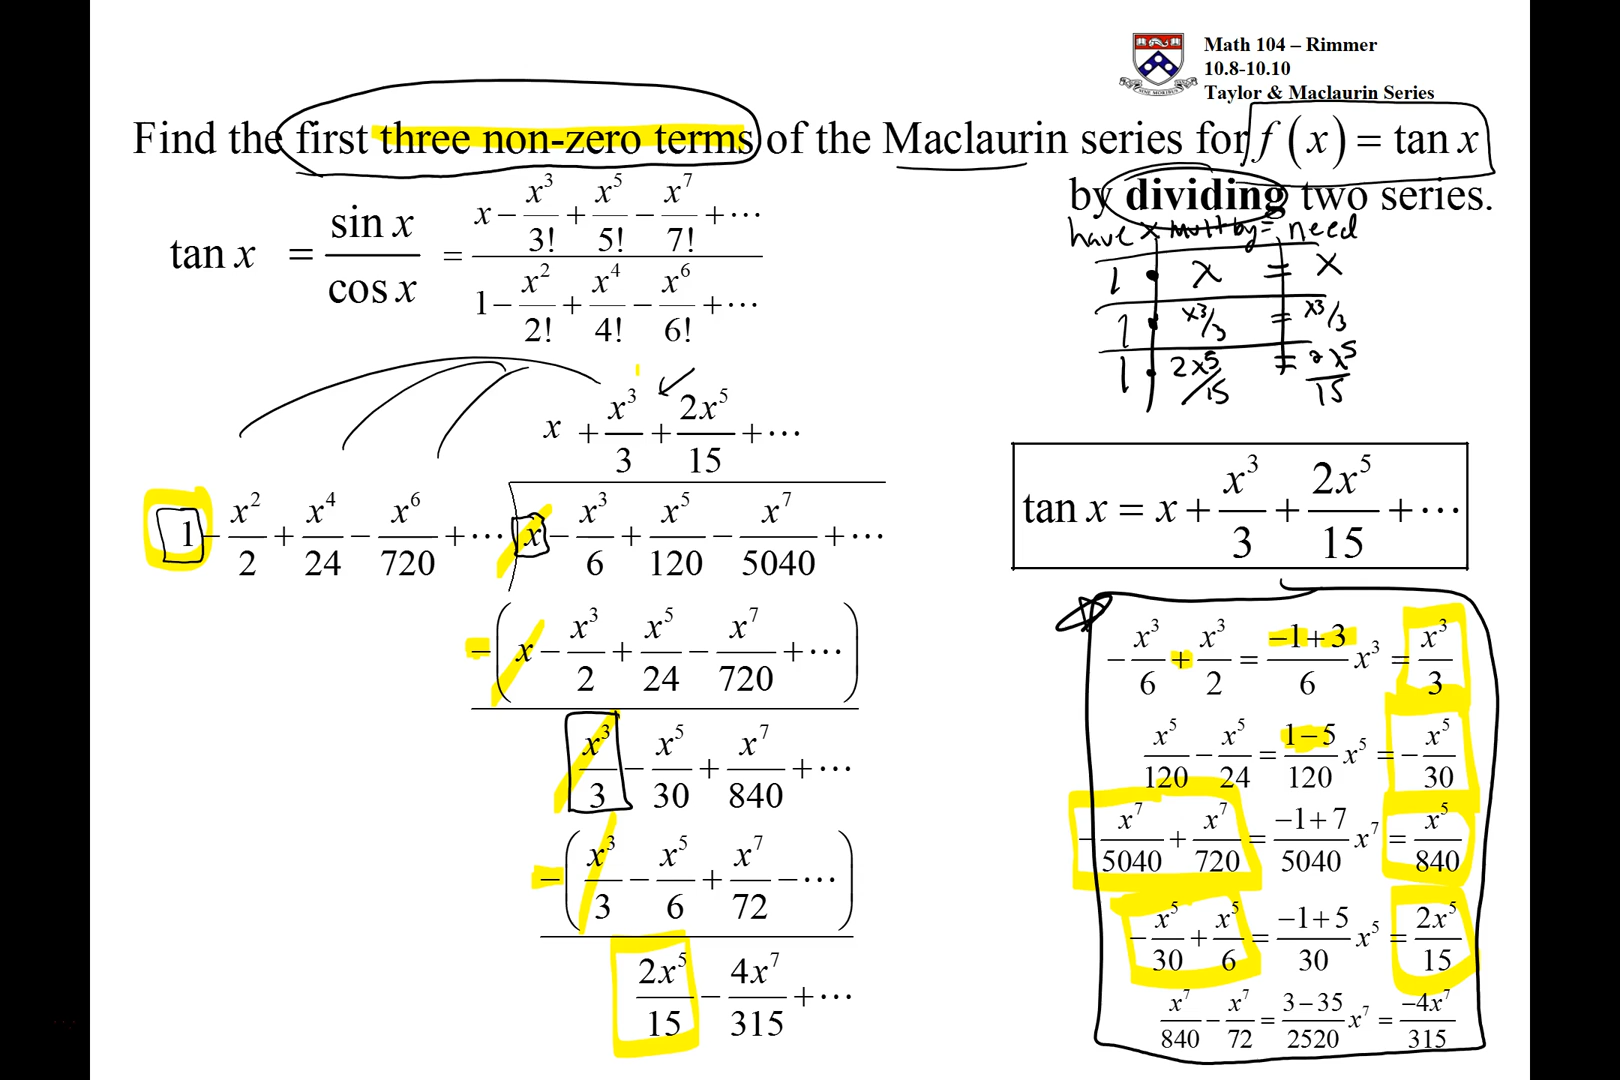 Math 104 – Rimmer
10.8-10.10
Taylor & Maclaurin Series
Find the first three non-zero terms of the Maclaurin series for f(x) = tan x
by dividing two series.
tan x = sin x / cos x = (x − x³/3! + x⁵/5! − x⁷/7! + ⋯) / (1 − x²/2! + x⁴/4! − x⁶/6! + ⋯)
have × mult by = need
1 · x = x
1 · x³/3 = x³/3
1 · 2x⁵/15 = 2x⁵/15
x + x³/3 + 2x⁵/15 + ⋯
1 − x²/2 + x⁴/24 − x⁶/720 + ⋯ x − x³/6 + x⁵/120 − x⁷/5040 + ⋯
−(x − x³/2 + x⁵/24 − x⁷/720 + ⋯)
x³/3 − x⁵/30 + x⁷/840 + ⋯
−(x³/3 − x⁵/6 + x⁷/72 − ⋯)
2x⁵/15 − 4x⁷/315 + ⋯
tan x = x + x³/3 + 2x⁵/15 + ⋯
−x³/6 + x³/2 = (−1+3)/6 x³ = x³/3
x⁵/120 − x⁵/24 = (1−5)/120 x⁵ = −x⁵/30
−x⁷/5040 + x⁷/720 = (−1+7)/5040 x⁷ = x⁵/840
−x⁵/30 + x⁵/6 = (−1+5)/30 x⁵ = 2x⁵/15
x⁷/840 − x⁷/72 = (3−35)/2520 x⁷ = −4x⁷/315